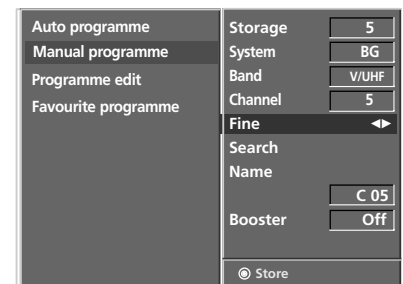 Auto programme
Manual programme
Programme edit
Favourite programme
Storage 5
System BG
Band V/UHF
Channel 5
Fine ◀▶
Search
Name
C 05
Booster Off
◉ Store